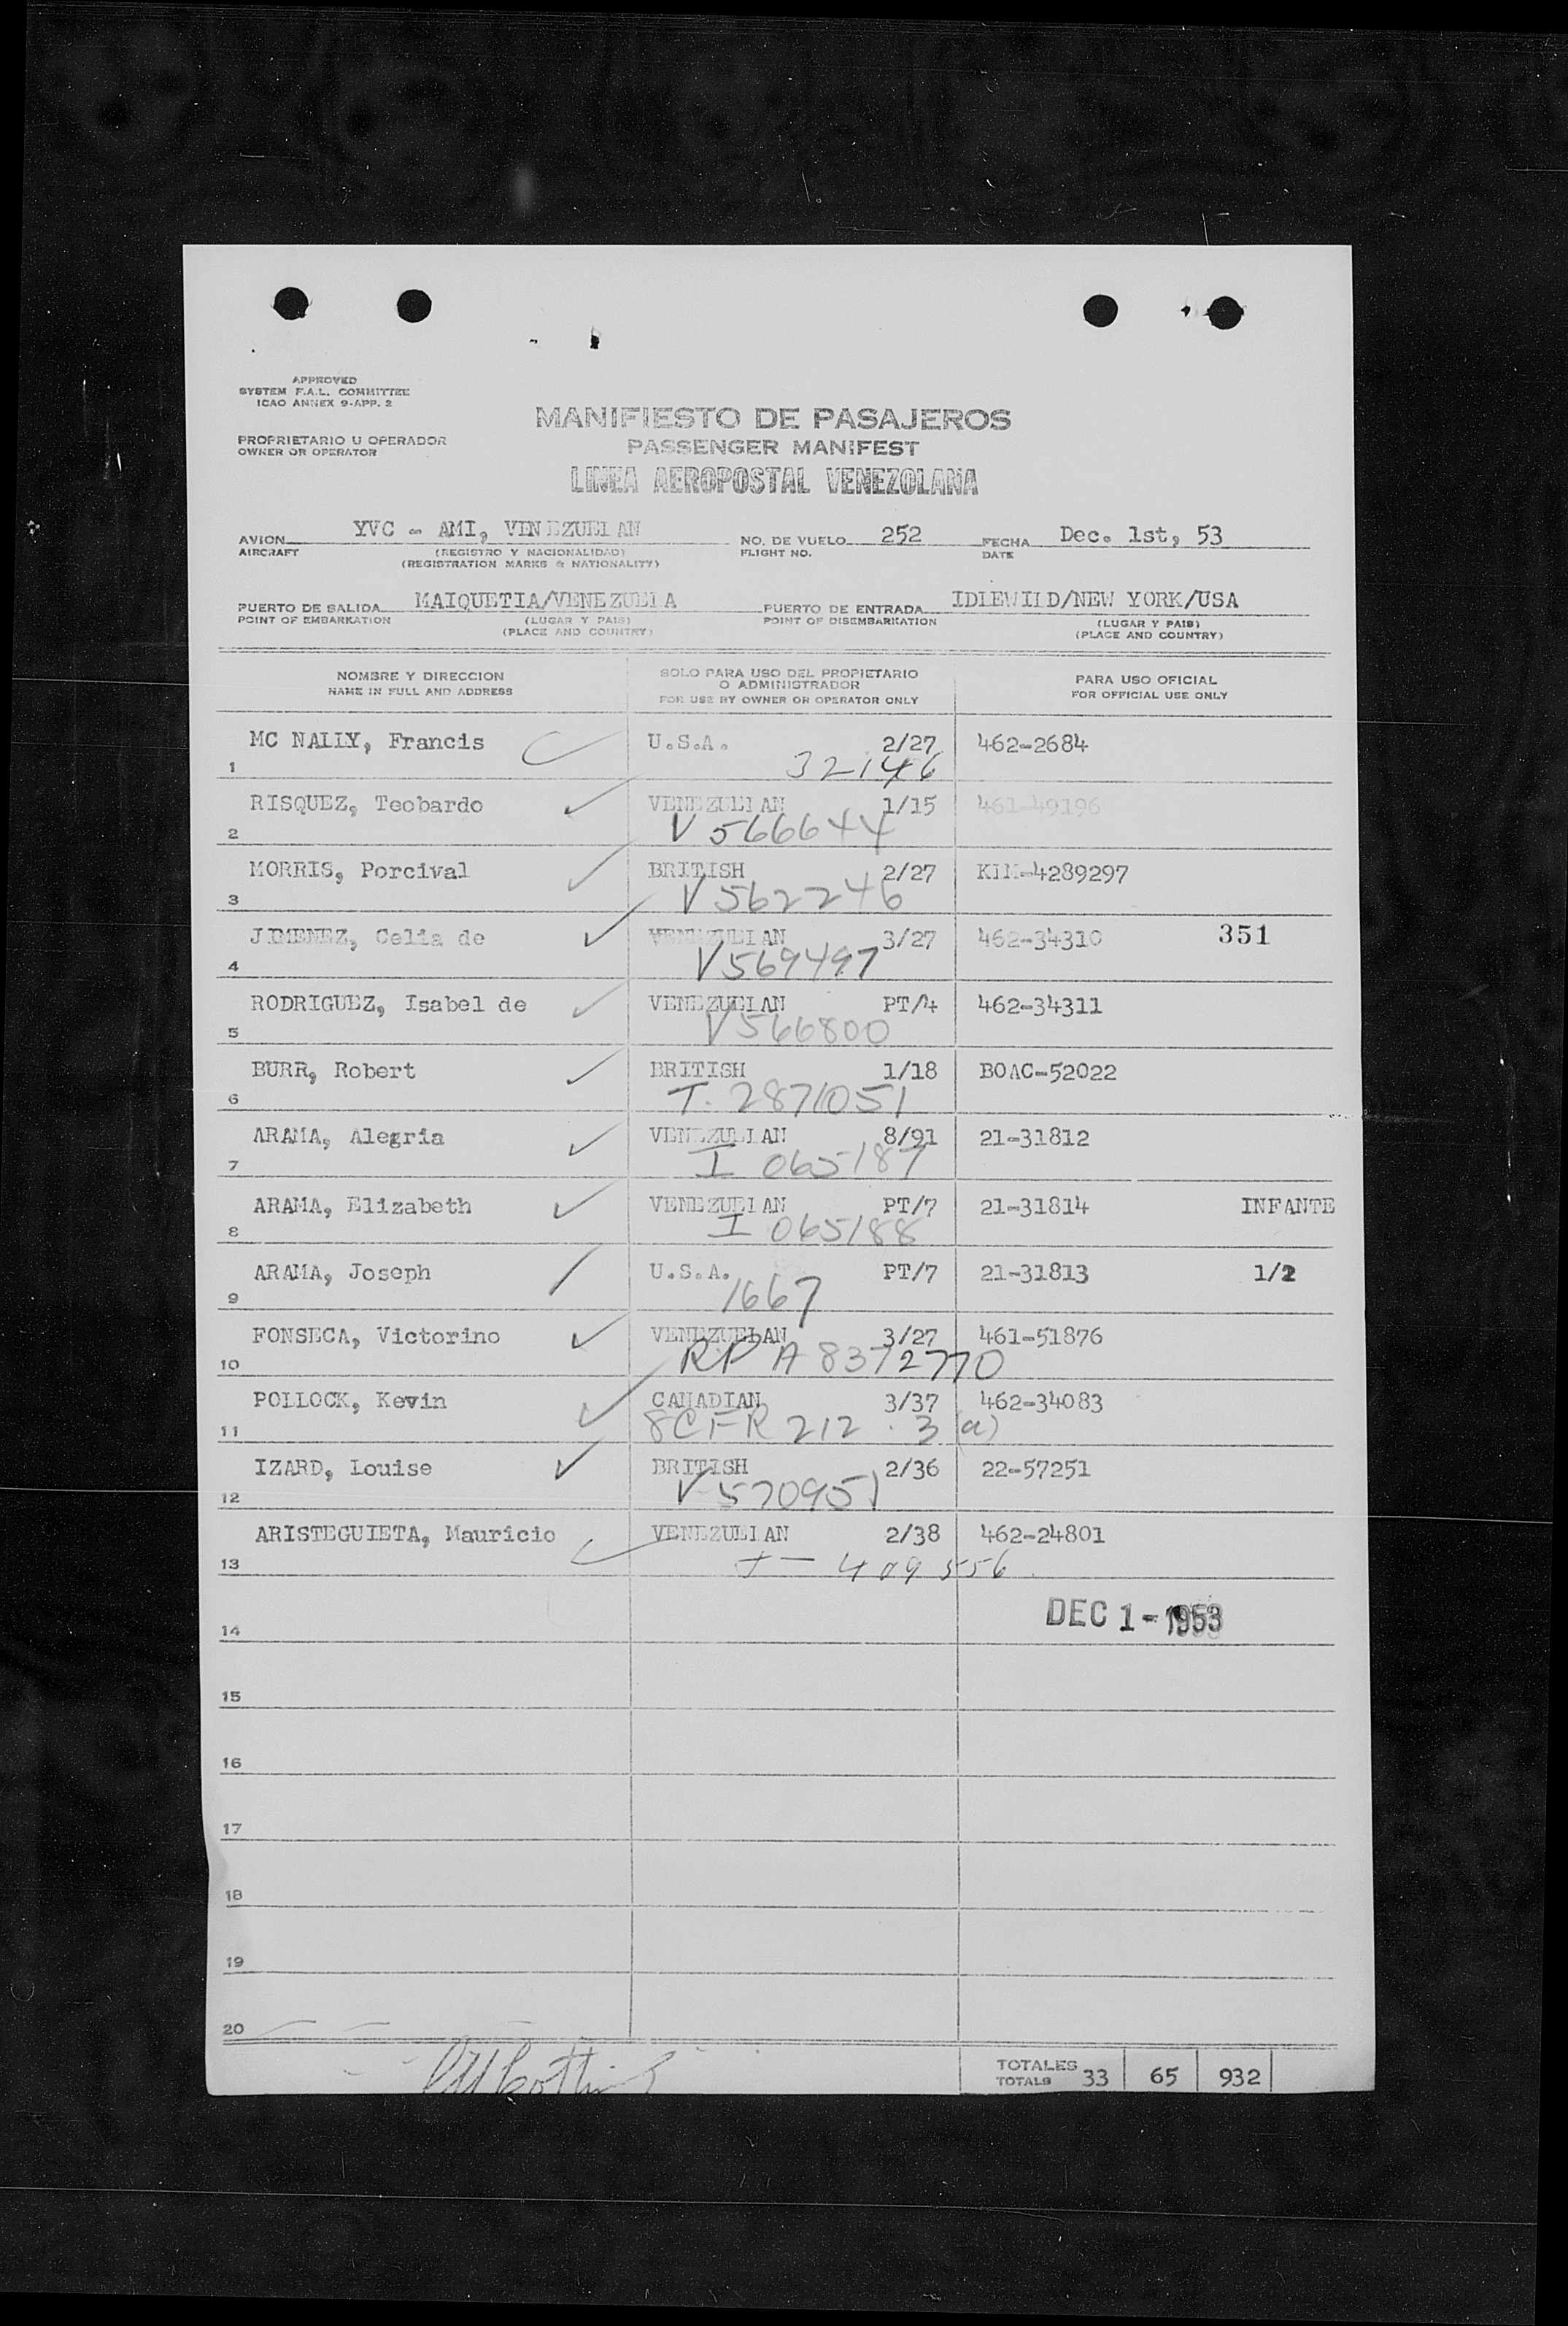 APPROVED
SYSTEM F.A.L. COMMITTEE
ICAO ANNEX 9-APP. 2
MANIFIESTO DE PASAJEROS
PROPRIETARIO U OPERADOR
OWNER OR OPERATOR
PASSENGER MANIFEST
LINEA AEROPOSTAL VENEZOLANA
AVION YVC - AMI, VENEZUELAN NO. DE VUELO 252 FECHA Dec. 1st, 53
AIRCRAFT (REGISTRO Y NACIONALIDAD) FLIGHT NO. DATE
(REGISTRATION MARKS & NATIONALITY)
PUERTO DE SALIDA MAIQUETIA/VENEZUELA PUERTO DE ENTRADA IDLEWILD/NEW YORK/USA
POINT OF EMBARKATION (LUGAR Y PAIS) POINT OF DISEMBARKATION (LUGAR Y PAIS)
(PLACE AND COUNTRY) (PLACE AND COUNTRY)
NOMBRE Y DIRECCION SOLO PARA USO DEL PROPIETARIO PARA USO OFICIAL
O ADMINISTRADOR
NAME IN FULL AND ADDRESS FOR USE BY OWNER OR OPERATOR ONLY FOR OFFICIAL USE ONLY
MC NALLY, Francis U.S.A. 2/27 462-2684
1 32146
RISQUEZ, Teobardo VENEZUELAN 1/15 461-49196
2 V 566644
MORRIS, Porcival BRITISH 2/27 KLM-4289297
3 V 562246
JIMENEZ, Celia de VENEZUELAN 3/27 462-34310 351
4 V569497
RODRIGUEZ, Isabel de VENEZUELAN PT/4 462-34311
5 V566800
BURR, Robert BRITISH 1/18 BOAC-52022
6 T. 2871051
ARAMA, Alegria VENEZUELAN 8/91 21-31812
7 I 065187
ARAMA, Elizabeth VENEZUELAN PT/7 21-31814 INFANTE
8 I 065188
ARAMA, Joseph U.S.A. PT/7 21-31813 1/2
9 1667
FONSECA, Victorino VENEZUELAN 3/27 461-51876
10 RP A 8372770
POLLOCK, Kevin CANADIAN 3/37 462-34083
11 8CFR 212.3(a)
IZARD, Louise BRITISH 2/36 22-57251
12 V 570951
ARISTEGUIETA, Mauricio VENEZUELAN 2/38 462-24801
13 409556
DEC 1 - 1953
14
15
16
17
18
19
20
TOTALES
TOTALS 33 65 932